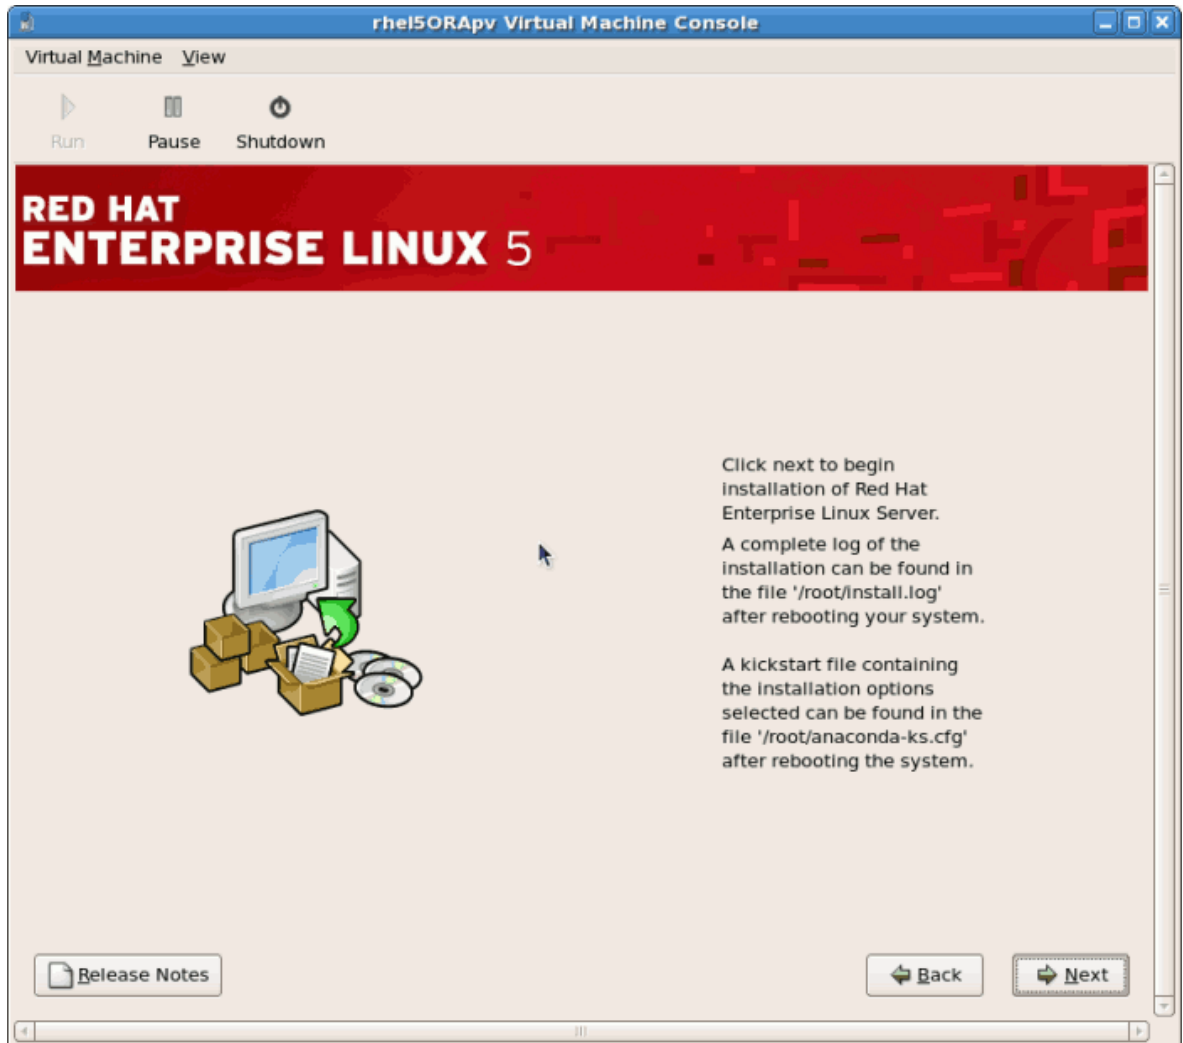 rhel5ORApv Virtual Machine Console
Virtual Machine View
Run Pause Shutdown
RED HAT
ENTERPRISE LINUX 5
Click next to begin
installation of Red Hat
Enterprise Linux Server.
A complete log of the
installation can be found in
the file '/root/install.log'
after rebooting your system.
A kickstart file containing
the installation options
selected can be found in the
file '/root/anaconda-ks.cfg'
after rebooting the system.
Release Notes Back Next